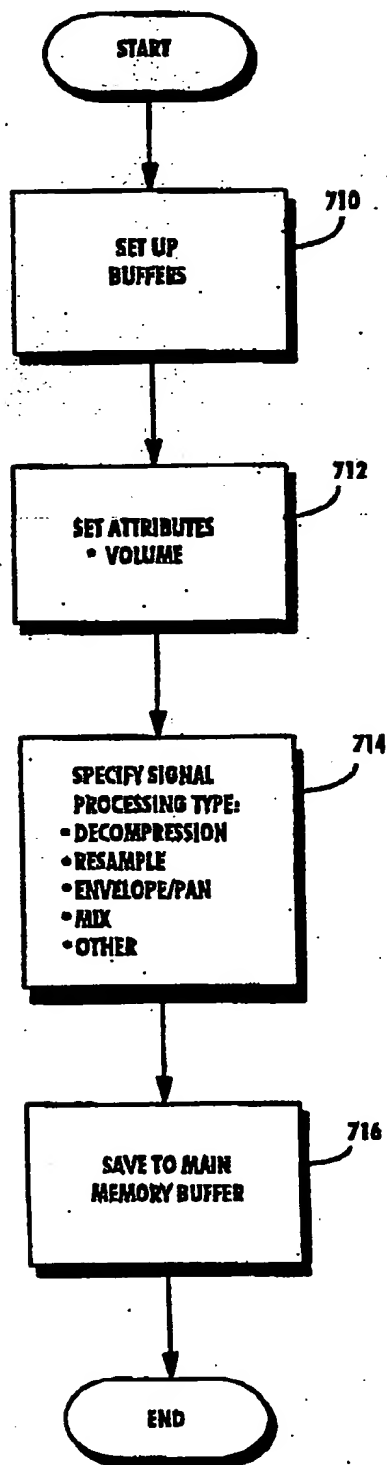 START
710
SET UP
BUFFERS
712
SET ATTRIBUTES
• VOLUME
714
SPECIFY SIGNAL
PROCESSING TYPE:
• DECOMPRESSION
• RESAMPLE
• ENVELOPE/PAN
• MIX
• OTHER
716
SAVE TO MAIN
MEMORY BUFFER
END